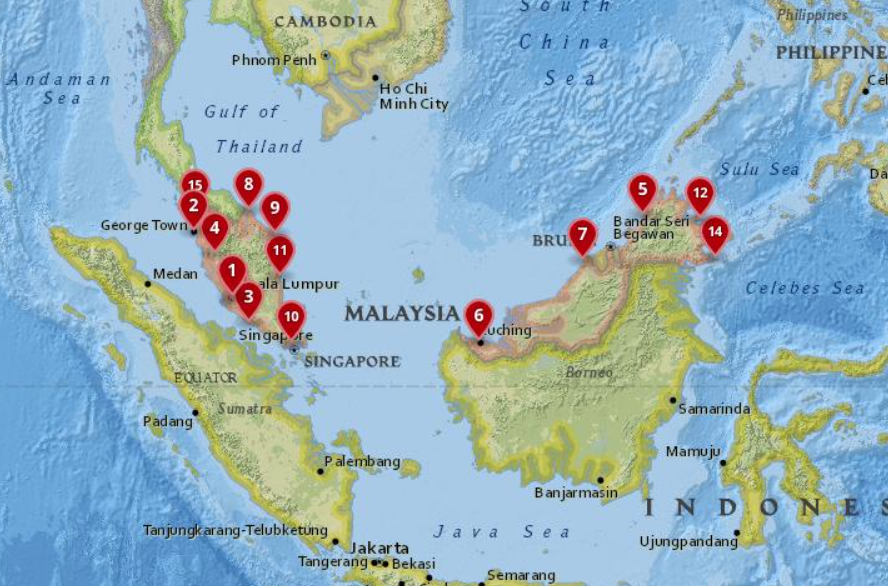 South
China
Sea
Philippines
CAMBODIA
PHILIPPINE
Phnom Penh
Andaman
Sea
Ho Chi
Minh City
Gulf of
Thailand
Sulu Sea
15
8
5
12
2
9
George Town
4
Bandar Seri
Begawan
7
14
BRU
11
1
ala Lumpur
Medan
Celebes Sea
3
10
MALAYSIA
6
uching
Singapore
SINGAPORE
EQUATOR
Borneo
Sumatra
Samarinda
Padang
Mamuju
Palembang
Banjarmasin
INDONES
Tanjungkarang-Telubketung
Java Sea
Ujungpandang
Jakarta
Tangerang
Bekasi
Semarang